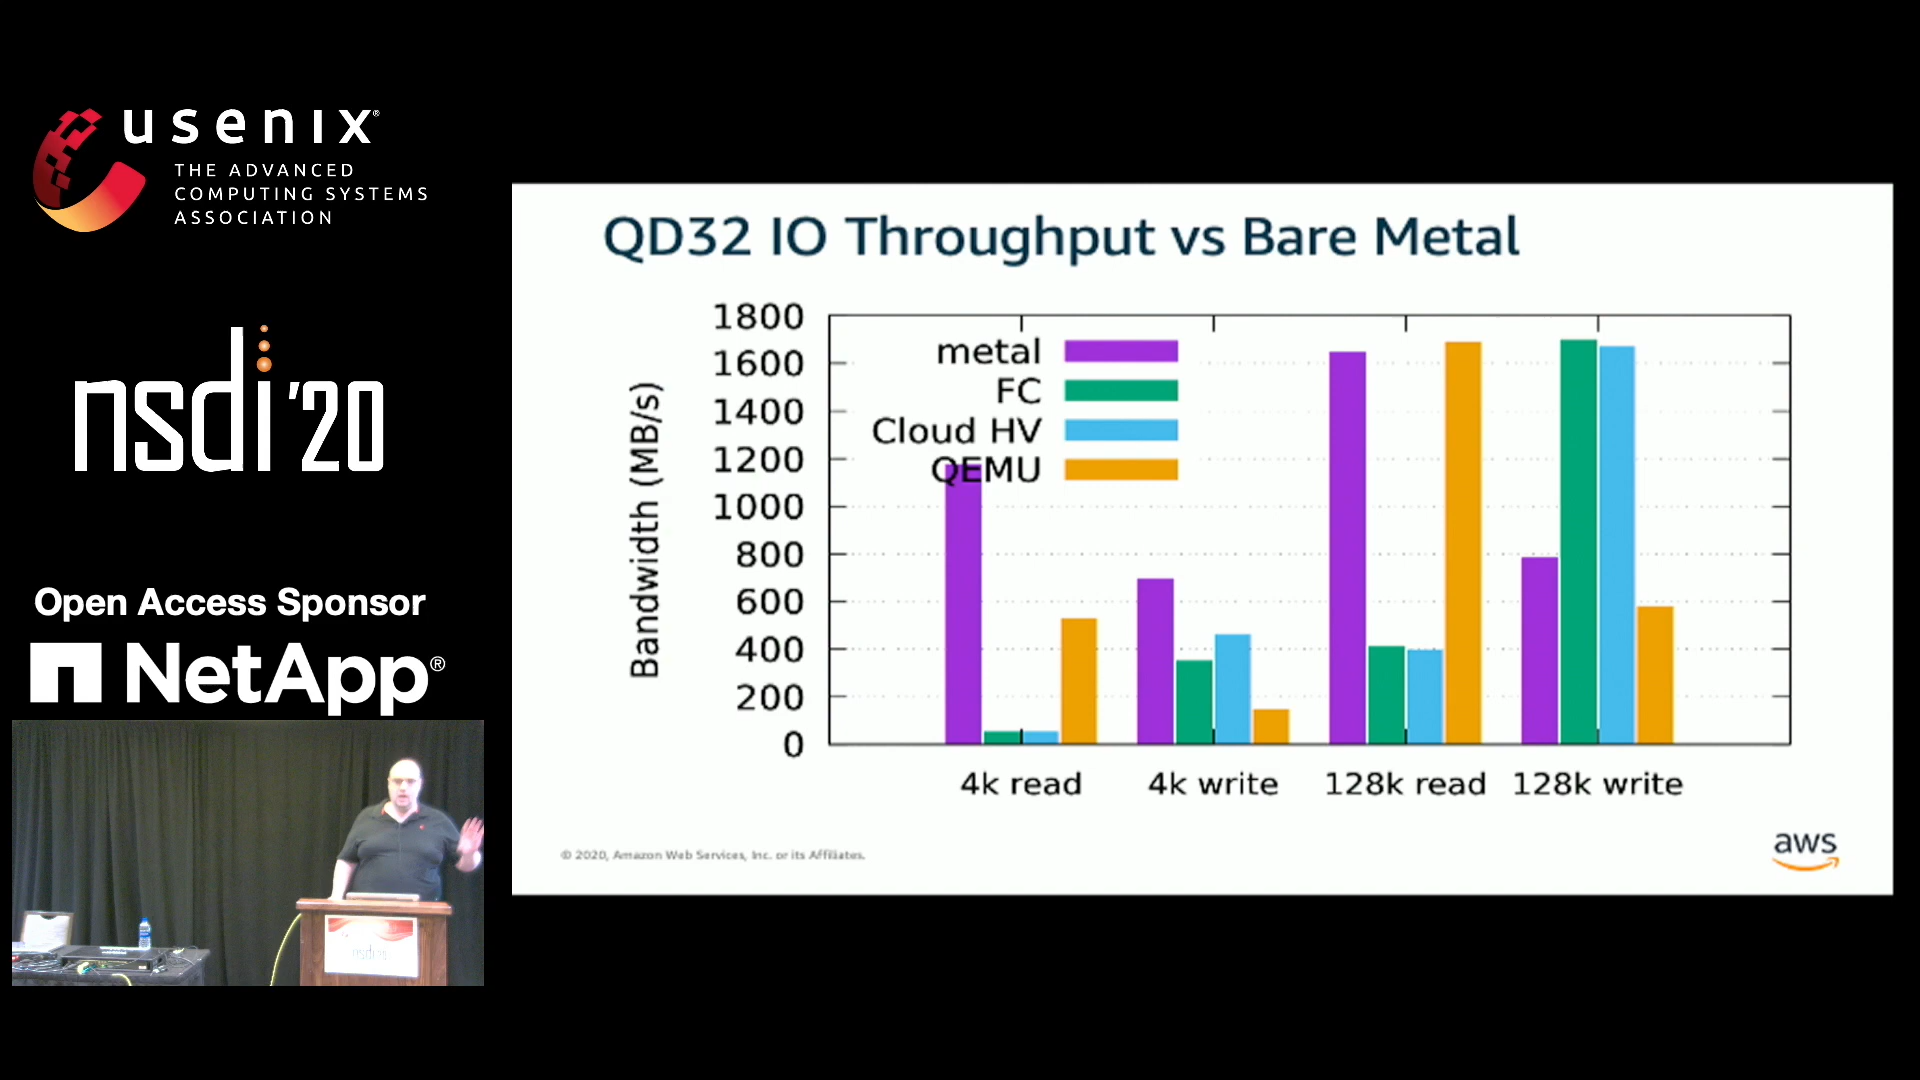 usenix®
THE ADVANCED
COMPUTING SYSTEMS
ASSOCIATION
nsdi '20
Open Access Sponsor
NetApp®
nsdi'20
QD32 IO Throughput vs Bare Metal
Bandwidth (MB/s)
1800
1600
1400
1200
1000
800
600
400
200
0
metal
FC
Cloud HV
QEMU
4k read
4k write
128k read
128k write
© 2020, Amazon Web Services, Inc. or its Affiliates.
aws